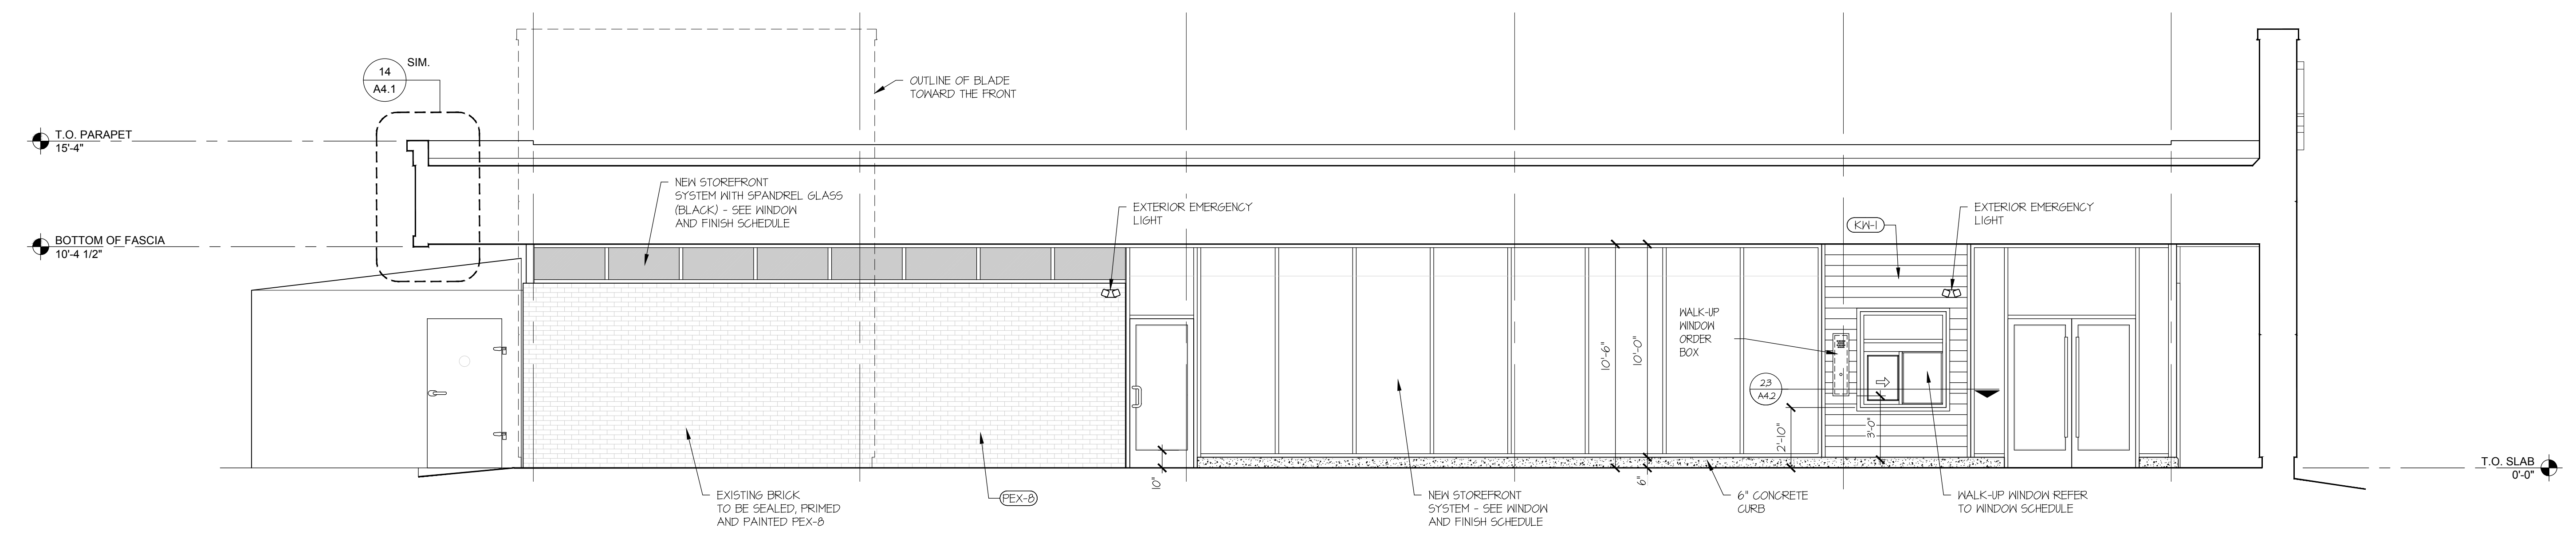 14
A4.1
SIM.
T.O. PARAPET
15'-4"
BOTTOM OF FASCIA
10'-4 1/2"
OUTLINE OF BLADE
TOWARD THE FRONT
NEW STOREFRONT
SYSTEM WITH SPANDREL GLASS
(BLACK) - SEE WINDOW
AND FINISH SCHEDULE
EXTERIOR EMERGENCY
LIGHT
KW-1
EXTERIOR EMERGENCY
LIGHT
WALK-UP
WINDOW
ORDER
BOX
10'-6"
10'-0"
2,3
A4.2
2'-10"
3'-0"
10"
6"
EXISTING BRICK
TO BE SEALED, PRIMED
AND PAINTED PEX-8
PEX-8
NEW STOREFRONT
SYSTEM - SEE WINDOW
AND FINISH SCHEDULE
6" CONCRETE
CURB
WALK-UP WINDOW REFER
TO WINDOW SCHEDULE
T.O. SLAB
0'-0"